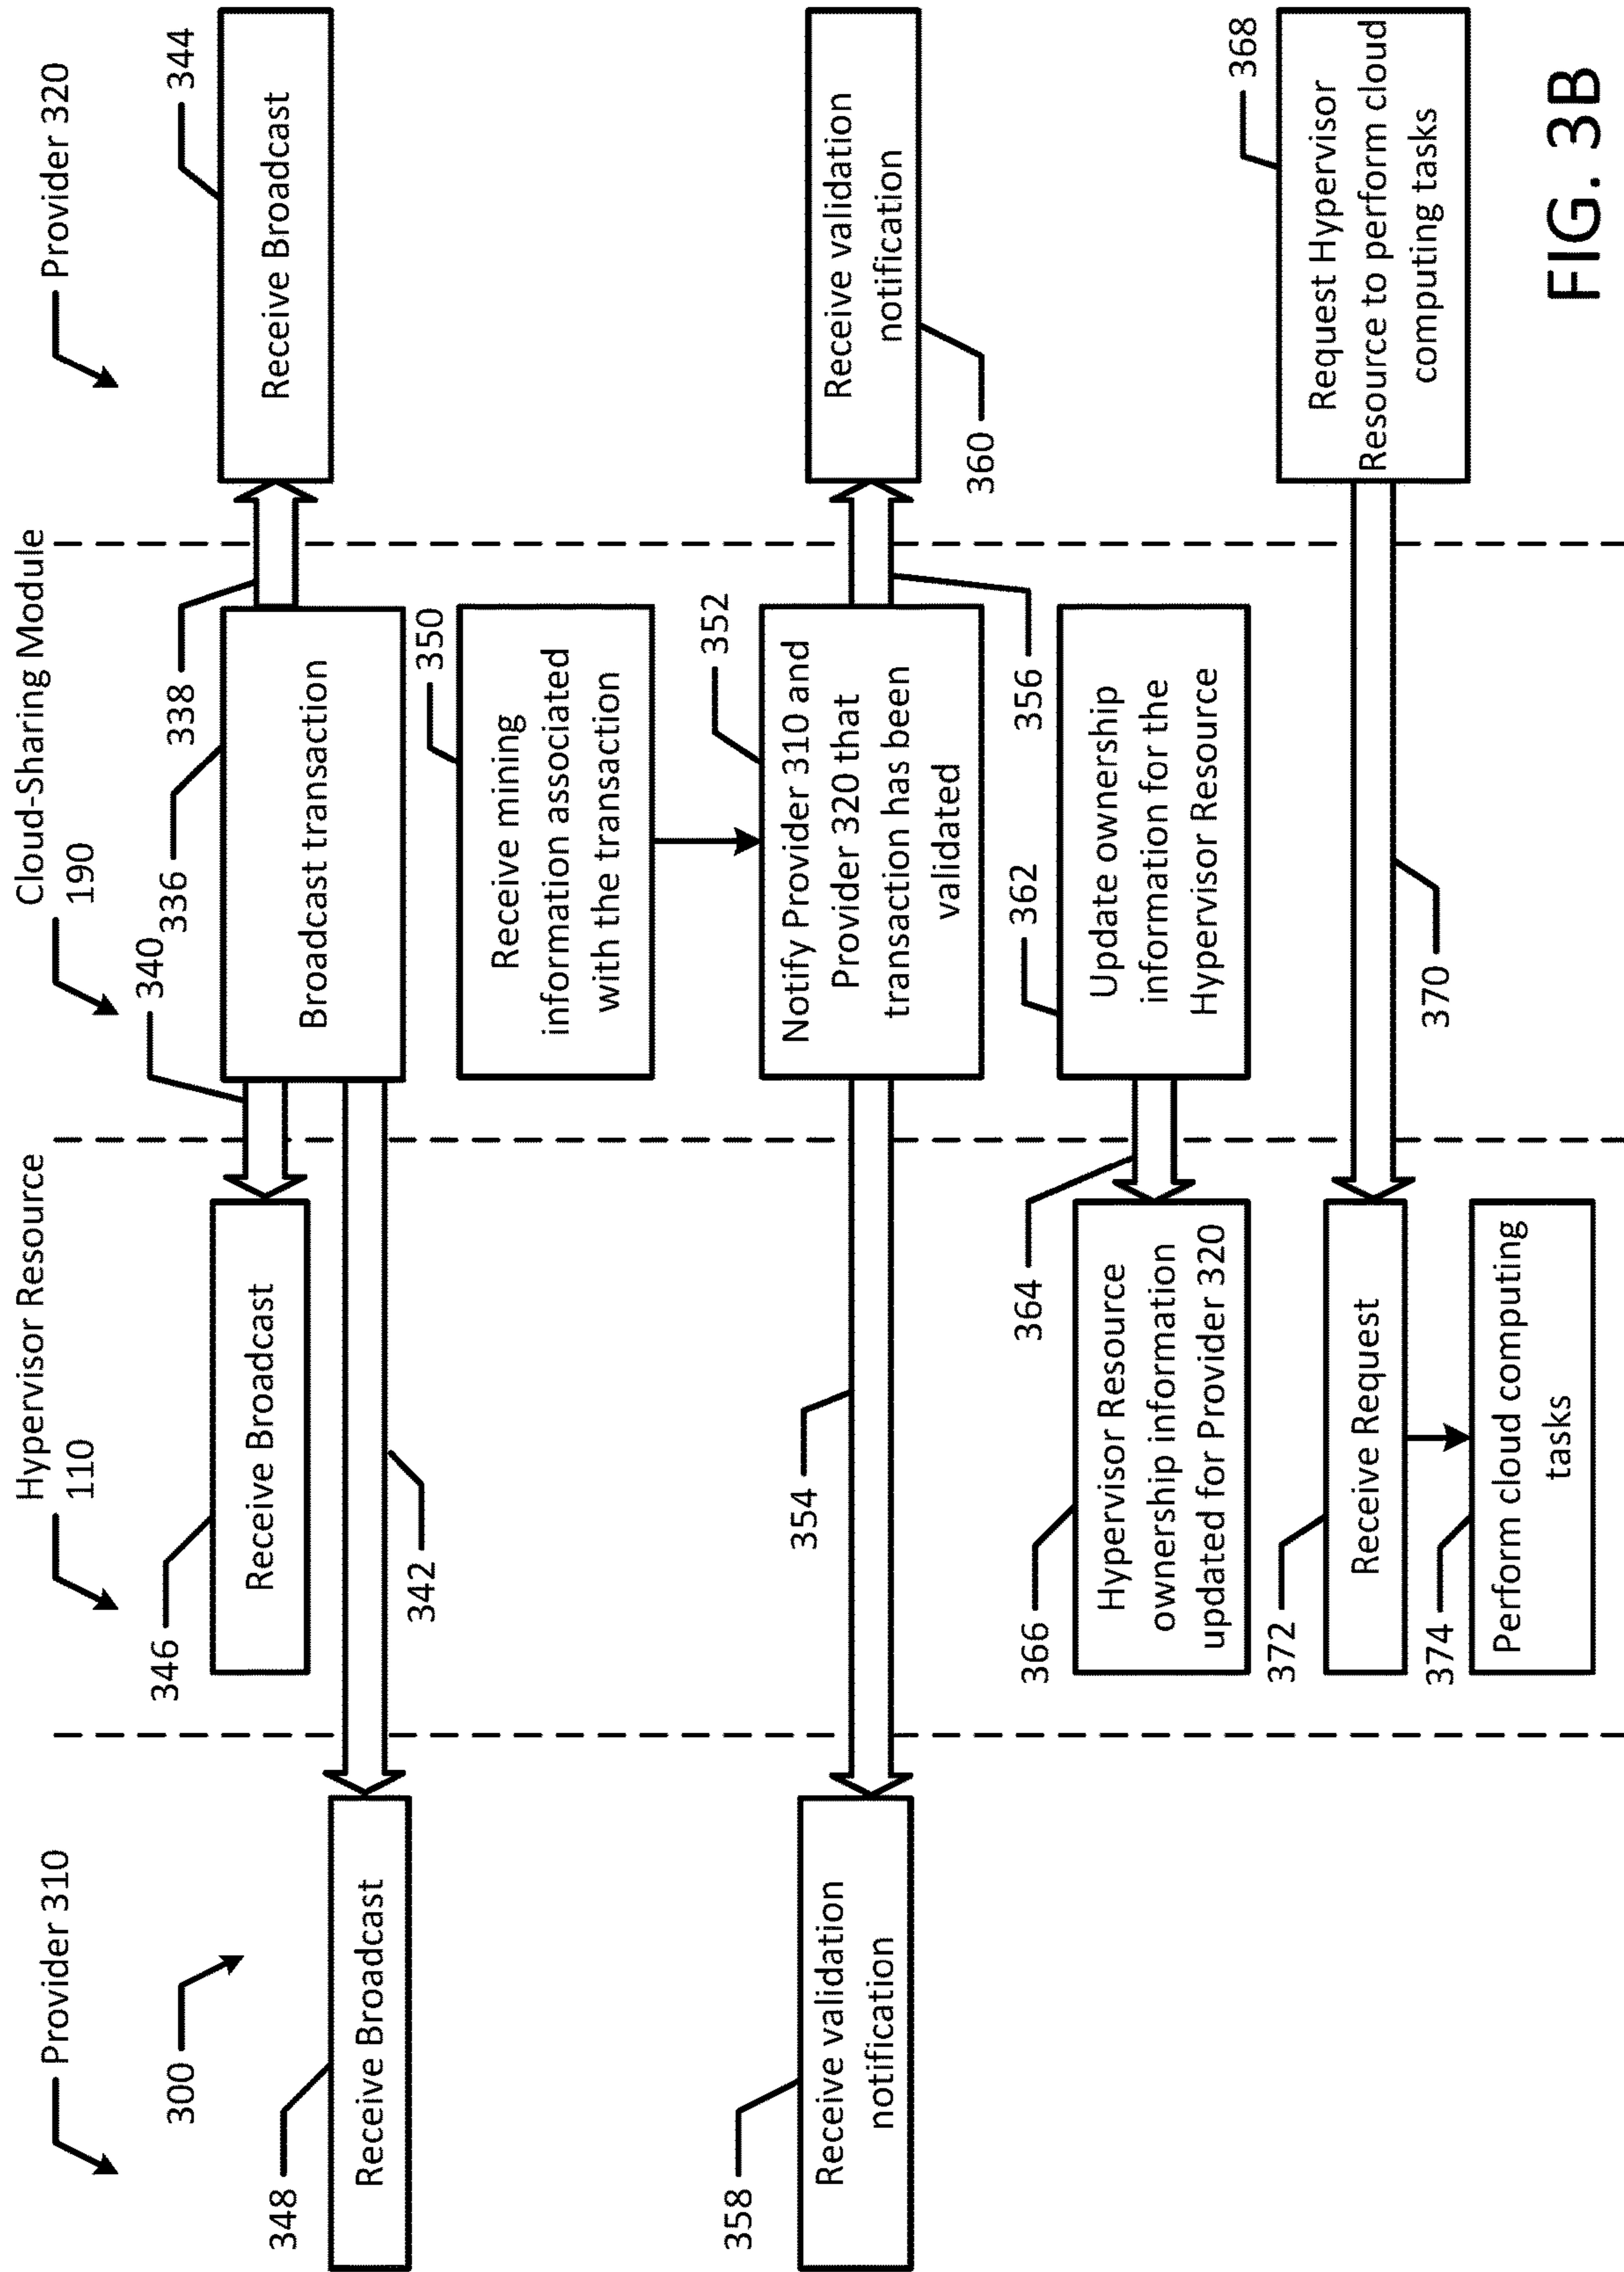 Provider 310
Hypervisor Resource
110
Cloud-Sharing Module
190
Provider 320
300
348
Receive Broadcast
346
Receive Broadcast
342
340
336
Broadcast transaction
338
344
Receive Broadcast
350
Receive mining
information associated
with the transaction
352
Notify Provider 310 and
Provider 320 that
transaction has been
validated
354
356
358
Receive validation
notification
Receive validation
notification
360
362
Update ownership
information for the
Hypervisor Resource
364
366
Hypervisor Resource
ownership information
updated for Provider 320
368
Request Hypervisor
Resource to perform cloud
computing tasks
370
372
Receive Request
374
Perform cloud computing
tasks
FIG. 3B